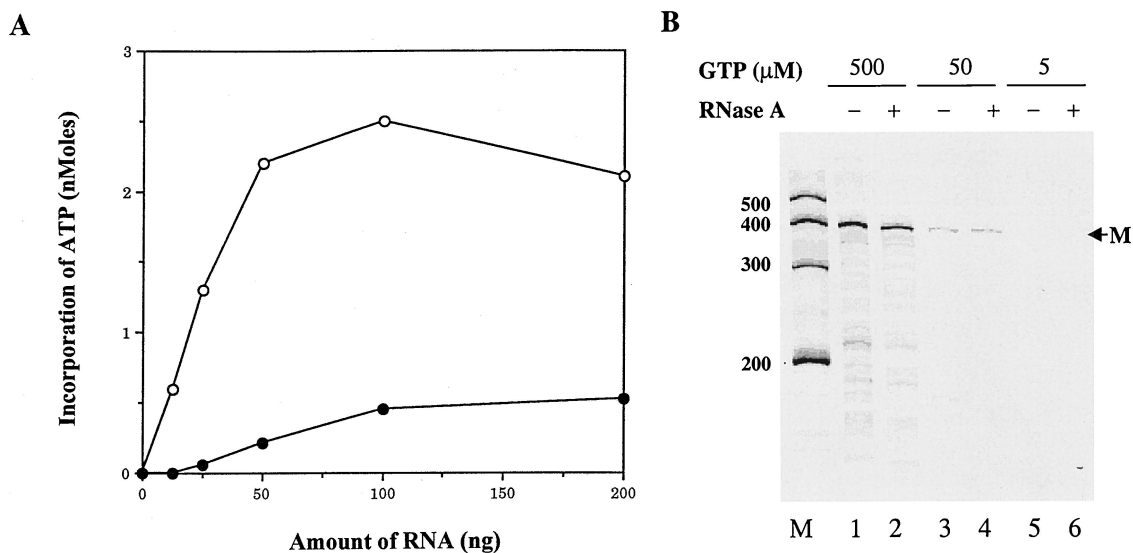 A
3
2
1
0
0
50
100
150
200
Incorporation of ATP (nMoles)
Amount of RNA (ng)
B
GTP (μM) 500 50 5
RNase A − + − + − +
500
400
M
300
200
M 1 2 3 4 5 6